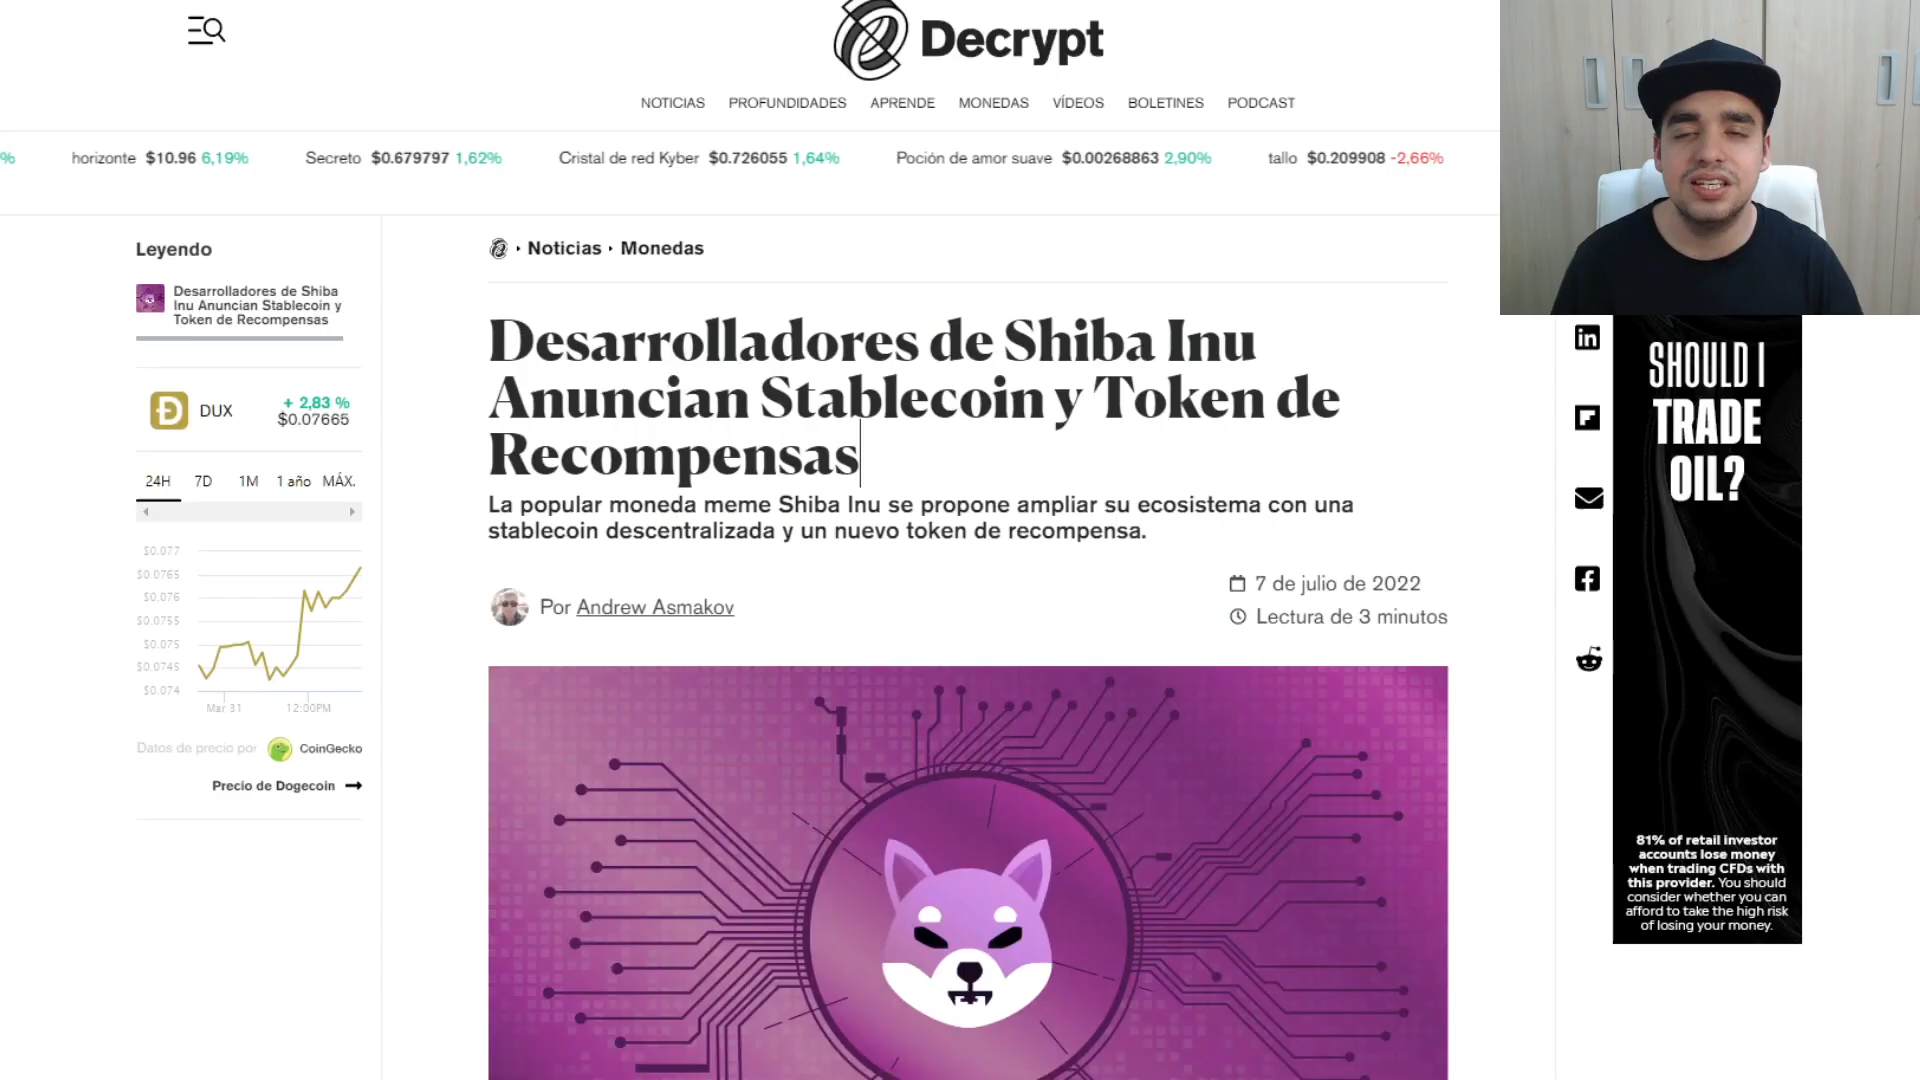 Decrypt
NOTICIAS PROFUNDIDADES APRENDE MONEDAS VÍDEOS BOLETINES PODCAST
% horizonte $10.96 6,19% Secreto $0.679797 1,62% Cristal de red Kyber $0.726055 1,64% Poción de amor suave $0.00268863 2,90% tallo $0.209908 -2,66%
Leyendo
Desarrolladores de Shiba
Inu Anuncian Stablecoin y
Token de Recompensas
DUX + 2,83 %
$0.07665
24H 7D 1M 1 año MÁX.
$0.077
$0.0765
$0.076
$0.0755
$0.075
$0.0745
$0.074
Mar 31 12:00PM
Datos de precio por CoinGecko
Precio de Dogecoin
Noticias Monedas
Desarrolladores de Shiba Inu
Anuncian Stablecoin y Token de
Recompensas
La popular moneda meme Shiba Inu se propone ampliar su ecosistema con una
stablecoin descentralizada y un nuevo token de recompensa.
Por Andrew Asmakov
7 de julio de 2022
Lectura de 3 minutos
SHOULD I
TRADE
OIL?
81% of retail investor
accounts lose money
when trading CFDs with
this provider. You should
consider whether you can
afford to take the high risk
of losing your money.